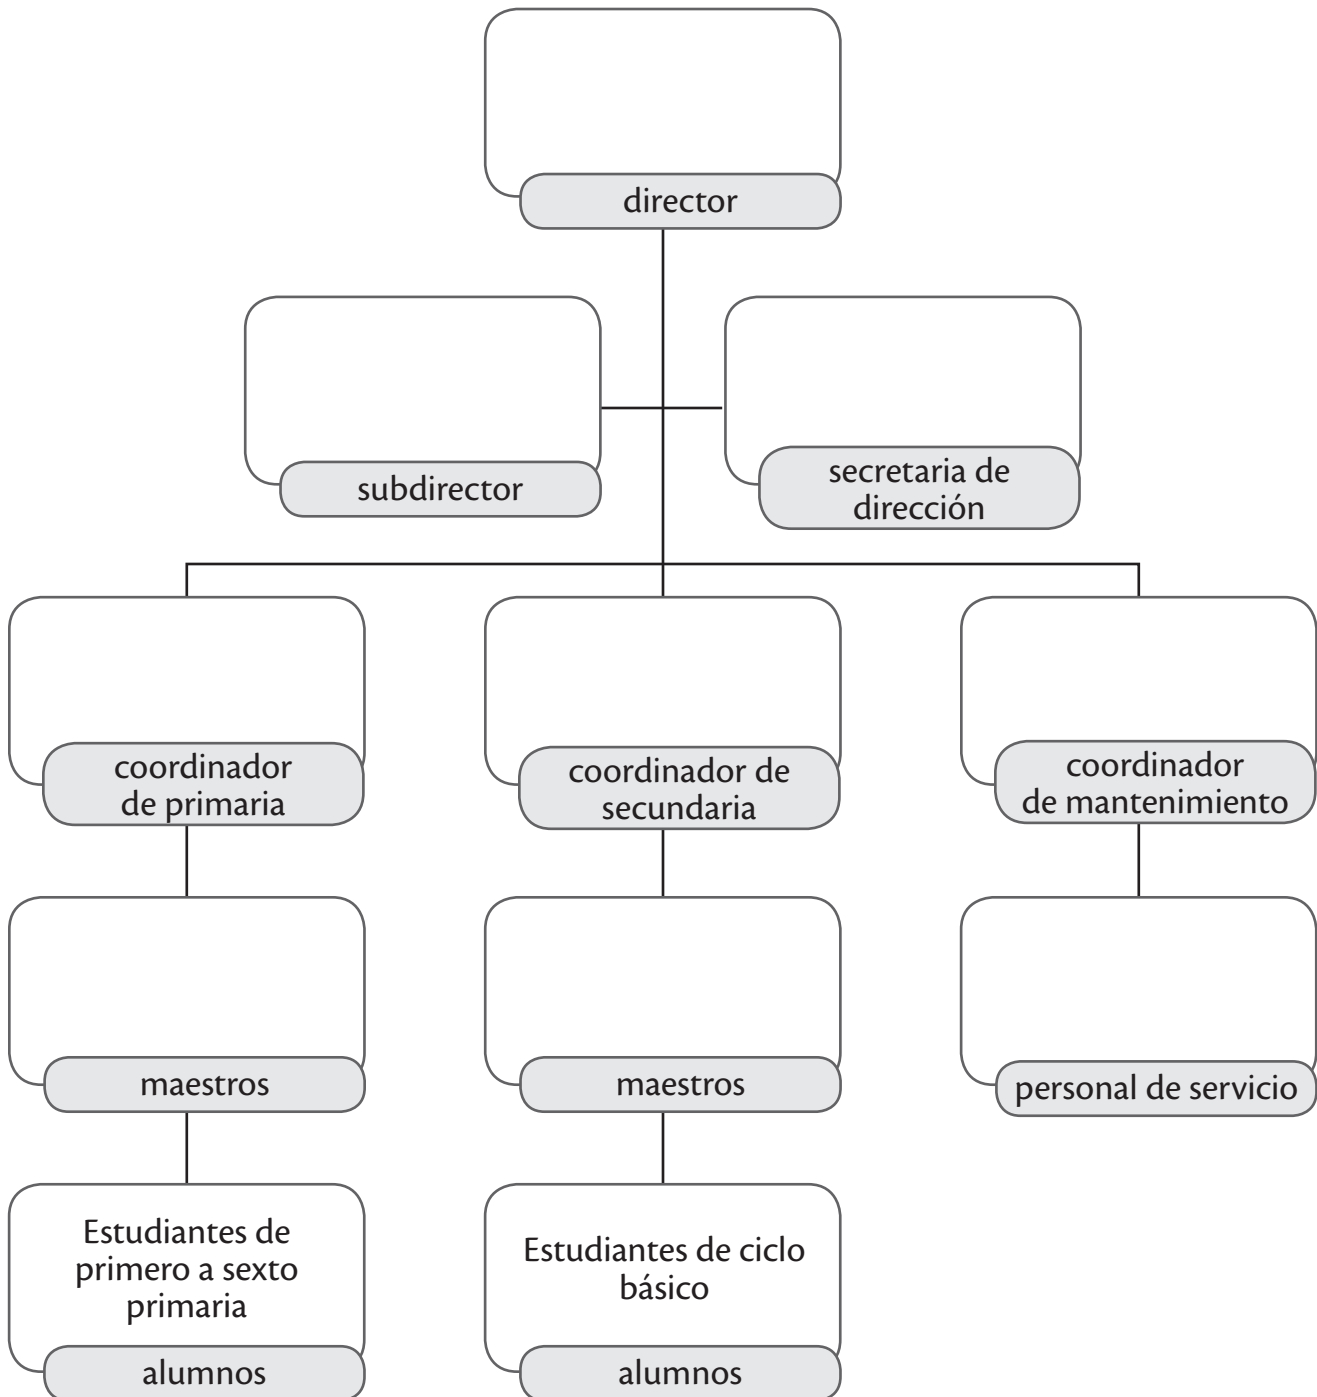 director
subdirector
secretaria de
dirección
coordinador
de primaria
coordinador de
secundaria
coordinador
de mantenimiento
maestros
maestros
personal de servicio
Estudiantes de
primero a sexto
primaria
alumnos
Estudiantes de ciclo
básico
alumnos